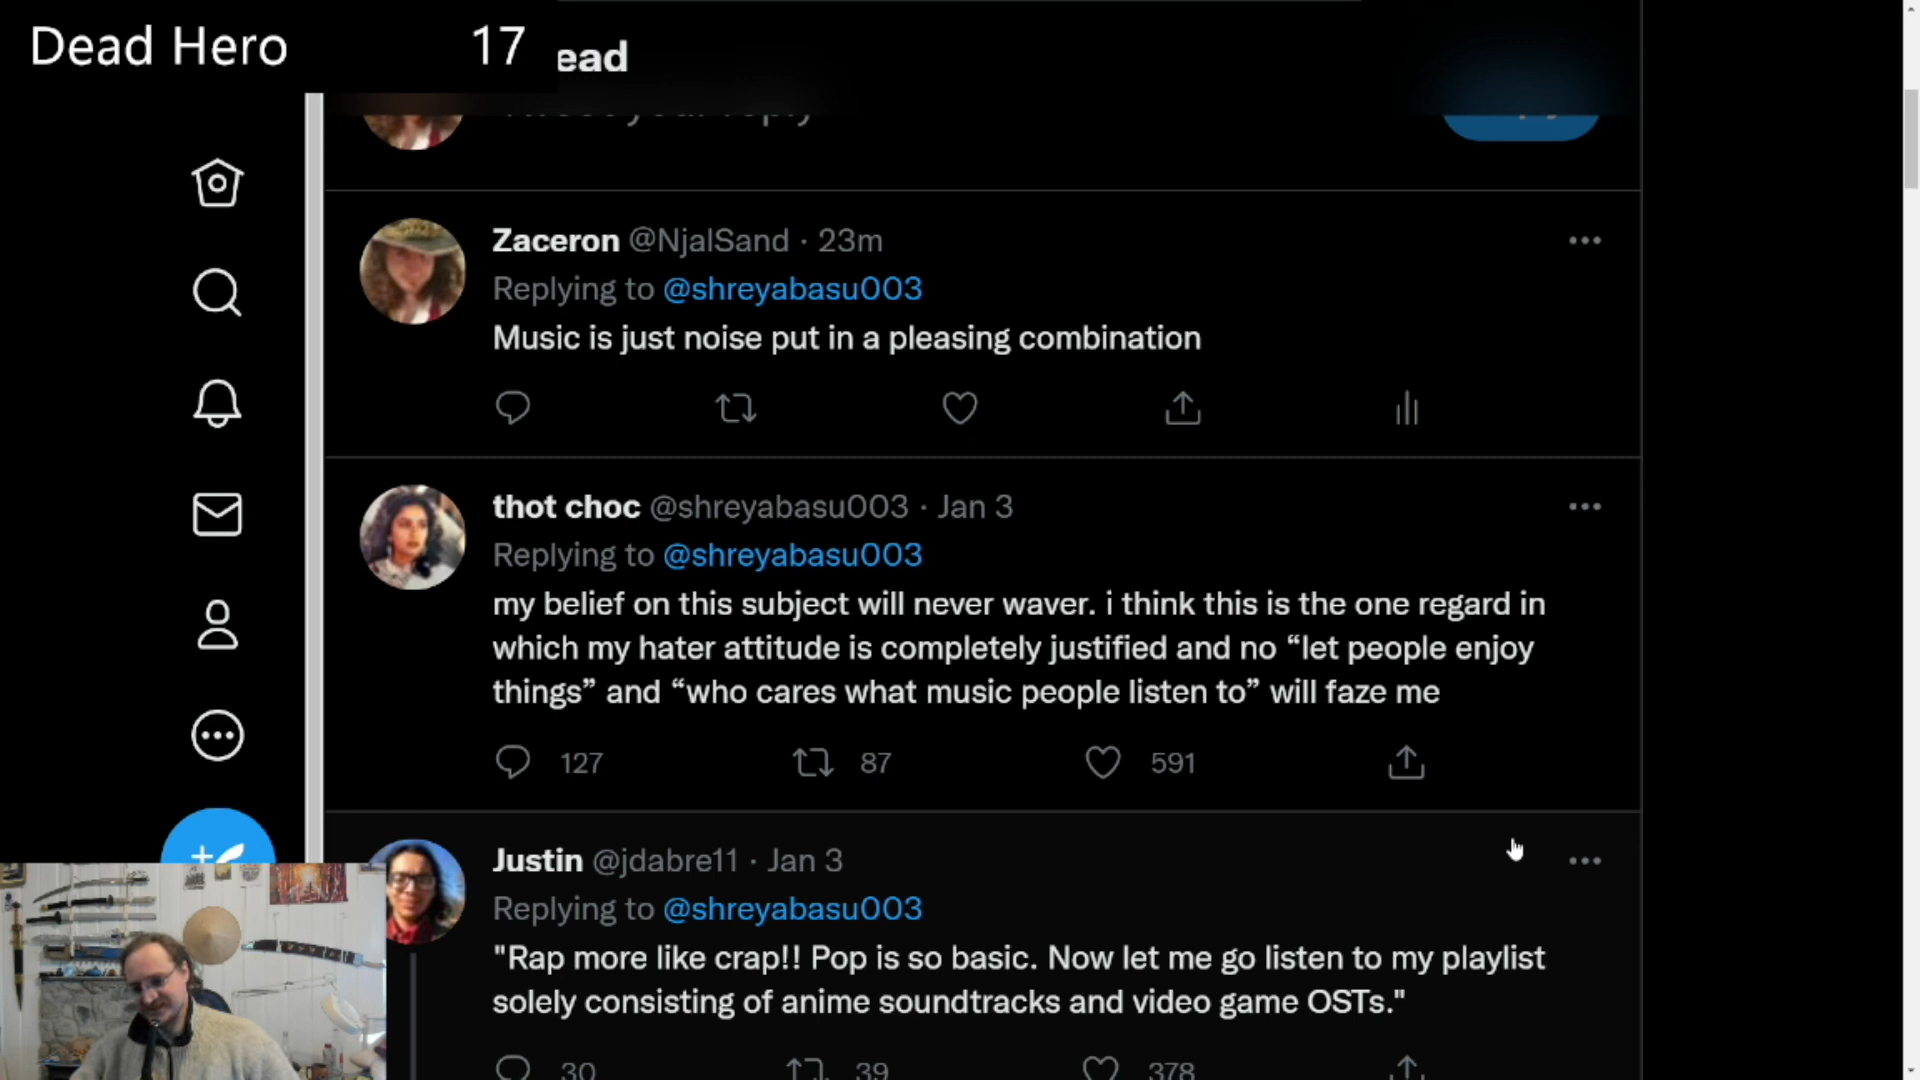 Dead Hero 17
ead
Zaceron @NjalSand · 23m
Replying to @shreyabasu003
Music is just noise put in a pleasing combination
thot choc @shreyabasu003 · Jan 3
Replying to @shreyabasu003
my belief on this subject will never waver. i think this is the one regard in
which my hater attitude is completely justified and no “let people enjoy
things” and “who cares what music people listen to” will faze me
127 87 591
Justin @jdabre11 · Jan 3
Replying to @shreyabasu003
"Rap more like crap!! Pop is so basic. Now let me go listen to my playlist
solely consisting of anime soundtracks and video game OSTs."
30 39 378